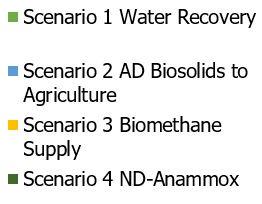 Scenario 1 Water Recovery
Scenario 2 AD Biosolids to
Agriculture
Scenario 3 Biomethane
Supply
Scenario 4 ND-Anammox